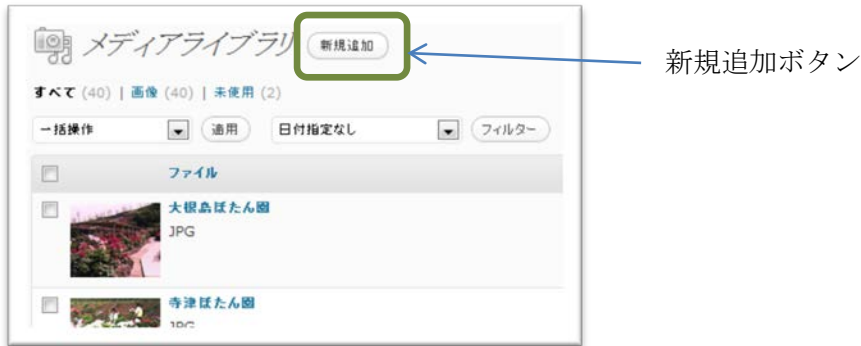 メディアライブラリ 新規追加
新規追加ボタン
すべて (40) | 画像 (40) | 未使用 (2)
一括操作 適用 日付指定なし フィルター
ファイル
大根島ぼたん園
JPG
寺津ぼたん園
JPG